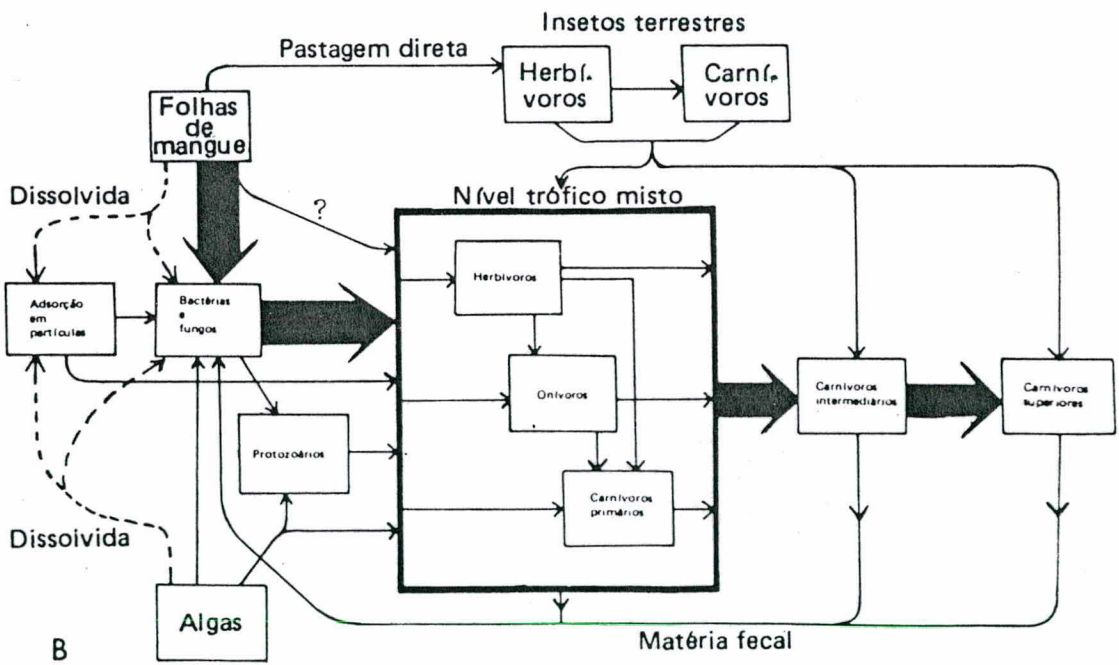 Insetos terrestres
Pastagem direta
Herbí-
voros
Carní-
voros
Folhas
de
mangue
Dissolvida
?
Nível trófico misto
Adsorção
em
partículas
Bactérias
e
fungos
Herbívoros
Onívoros
Carnívoros
intermediários
Carnívoros
superiores
Protozoários
Carnívoros
primários
Dissolvida
Algas
Matéria fecal
B